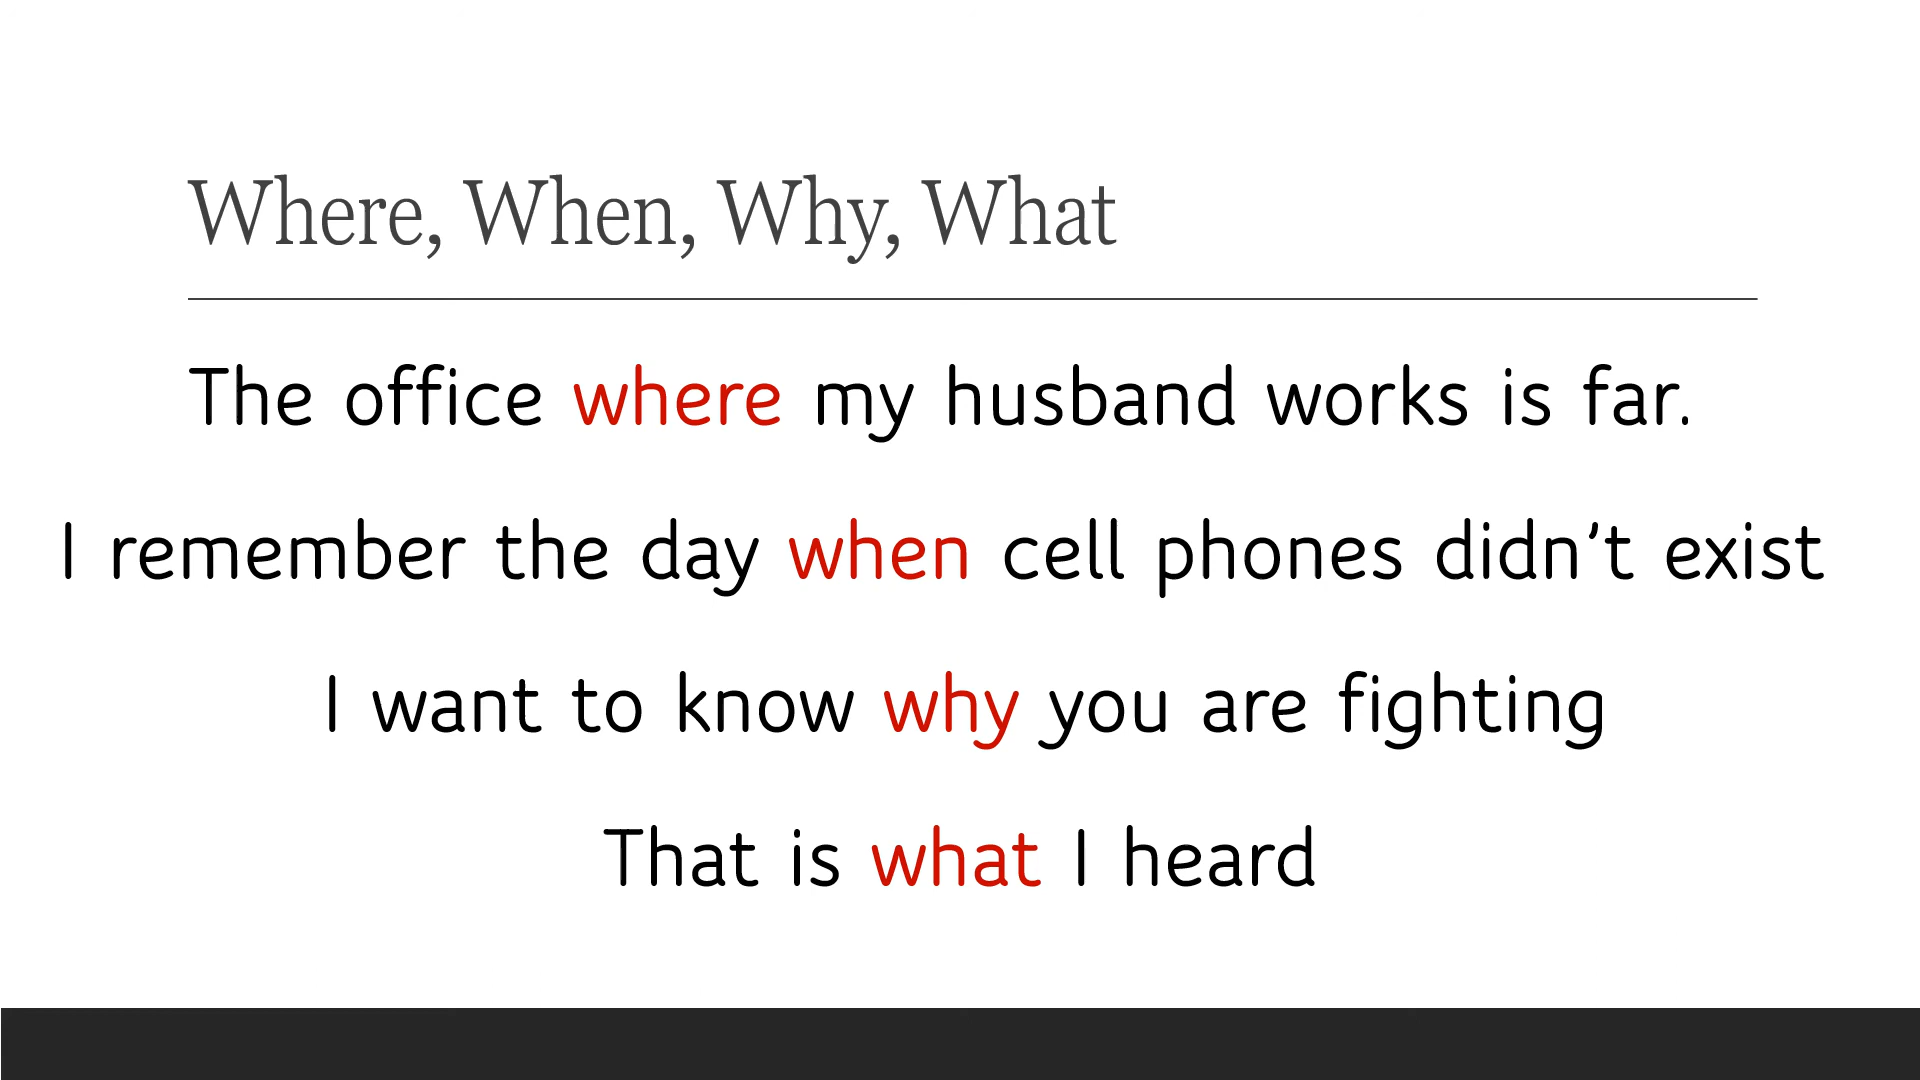 Where, When, Why, What
The office where my husband works is far.
I remember the day when cell phones didn’t exist
I want to know why you are fighting
That is what I heard